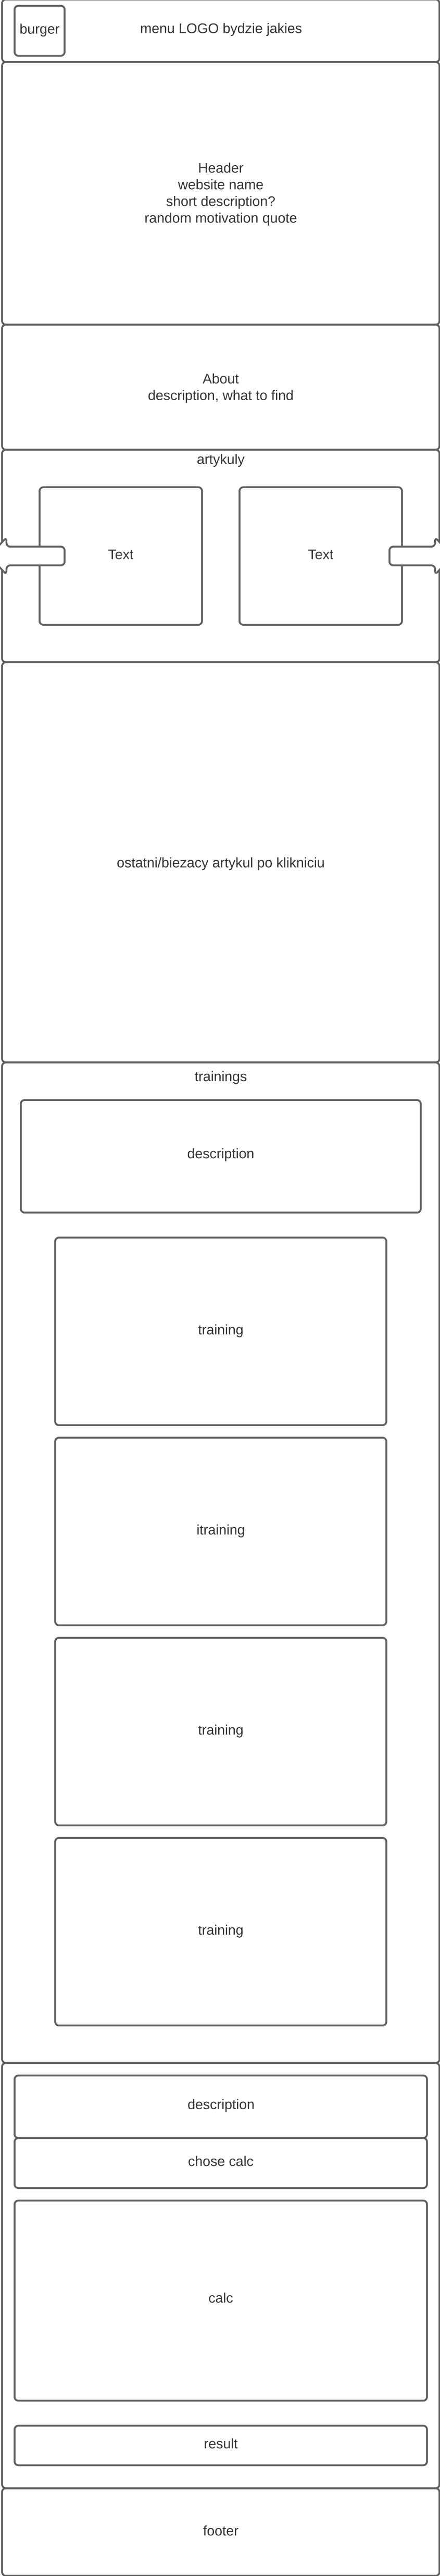 burger
menu LOGO bydzie jakies
Header
website name
short description?
random motivation quote
About
description, what to find
artykuly
Text
Text
ostatni/biezacy artykul po klikniciu
trainings
description
training
itraining
training
training
description
chose calc
calc
result
footer